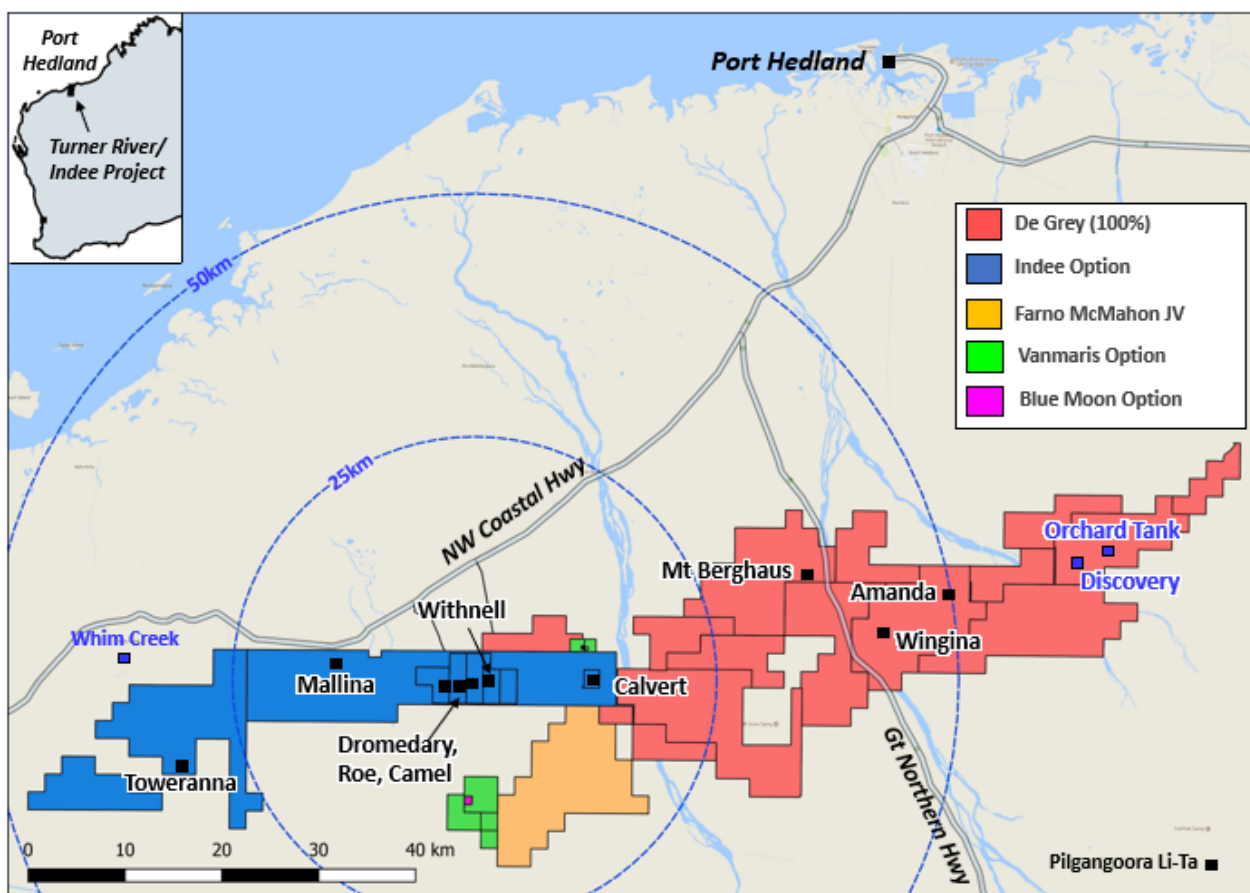 Port
Hedland
Turner River/
Indee Project
Port Hedland
50km
De Grey (100%)
Indee Option
Farno McMahon JV
Vanmaris Option
Blue Moon Option
25km
NW Coastal Hwy
Orchard Tank
Mt Berghaus
Discovery
Amanda
Withnell
Wingina
Whim Creek
Mallina
Calvert
Dromedary,
Roe, Camel
Toweranna
Gt Northern Hwy
0 10 20 30 40 km
Pilgangoora Li-Ta